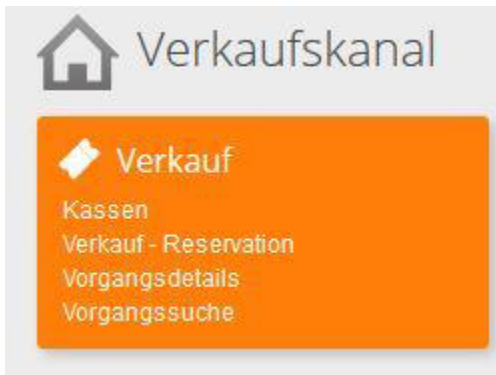 Verkaufskanal
Verkauf
Kassen
Verkauf - Reservation
Vorgangsdetails
Vorgangssuche